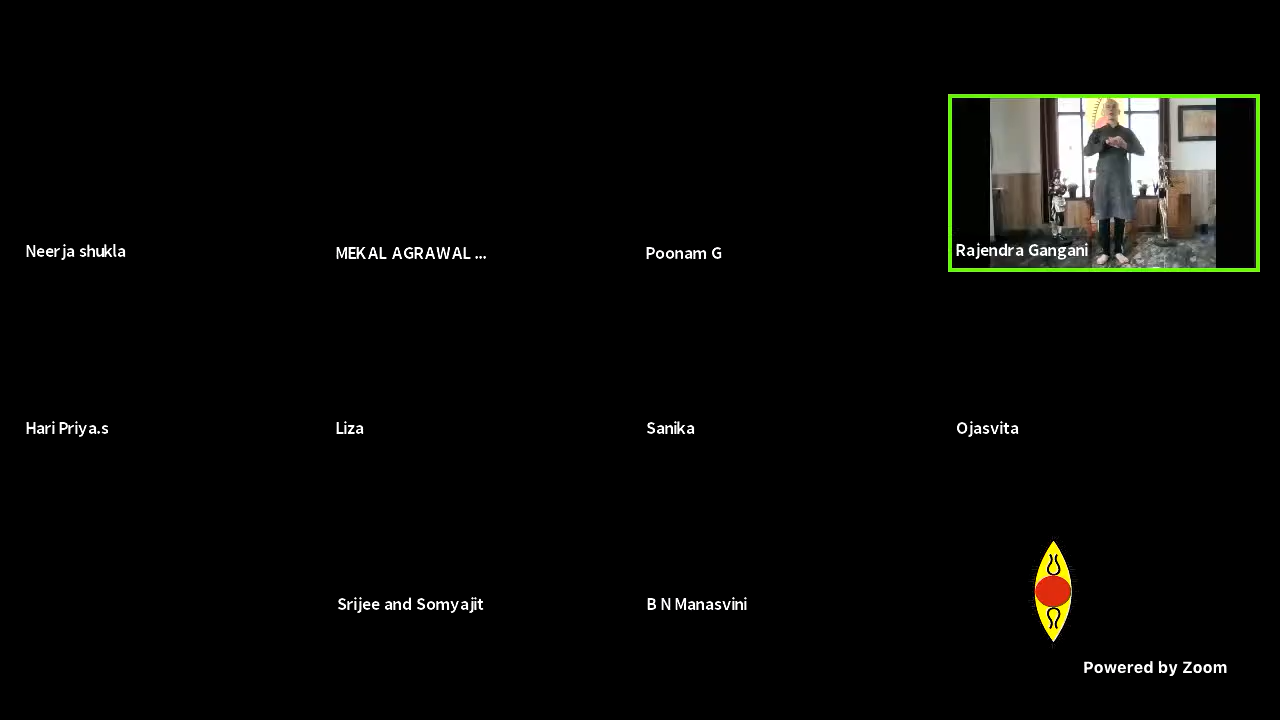 Neerja shukla
MEKAL AGRAWAL ...
Poonam G
Rajendra Gangani
Hari Priya.s
Liza
Sanika
Ojasvita
Srijee and Somyajit
B N Manasvini
Powered by Zoom